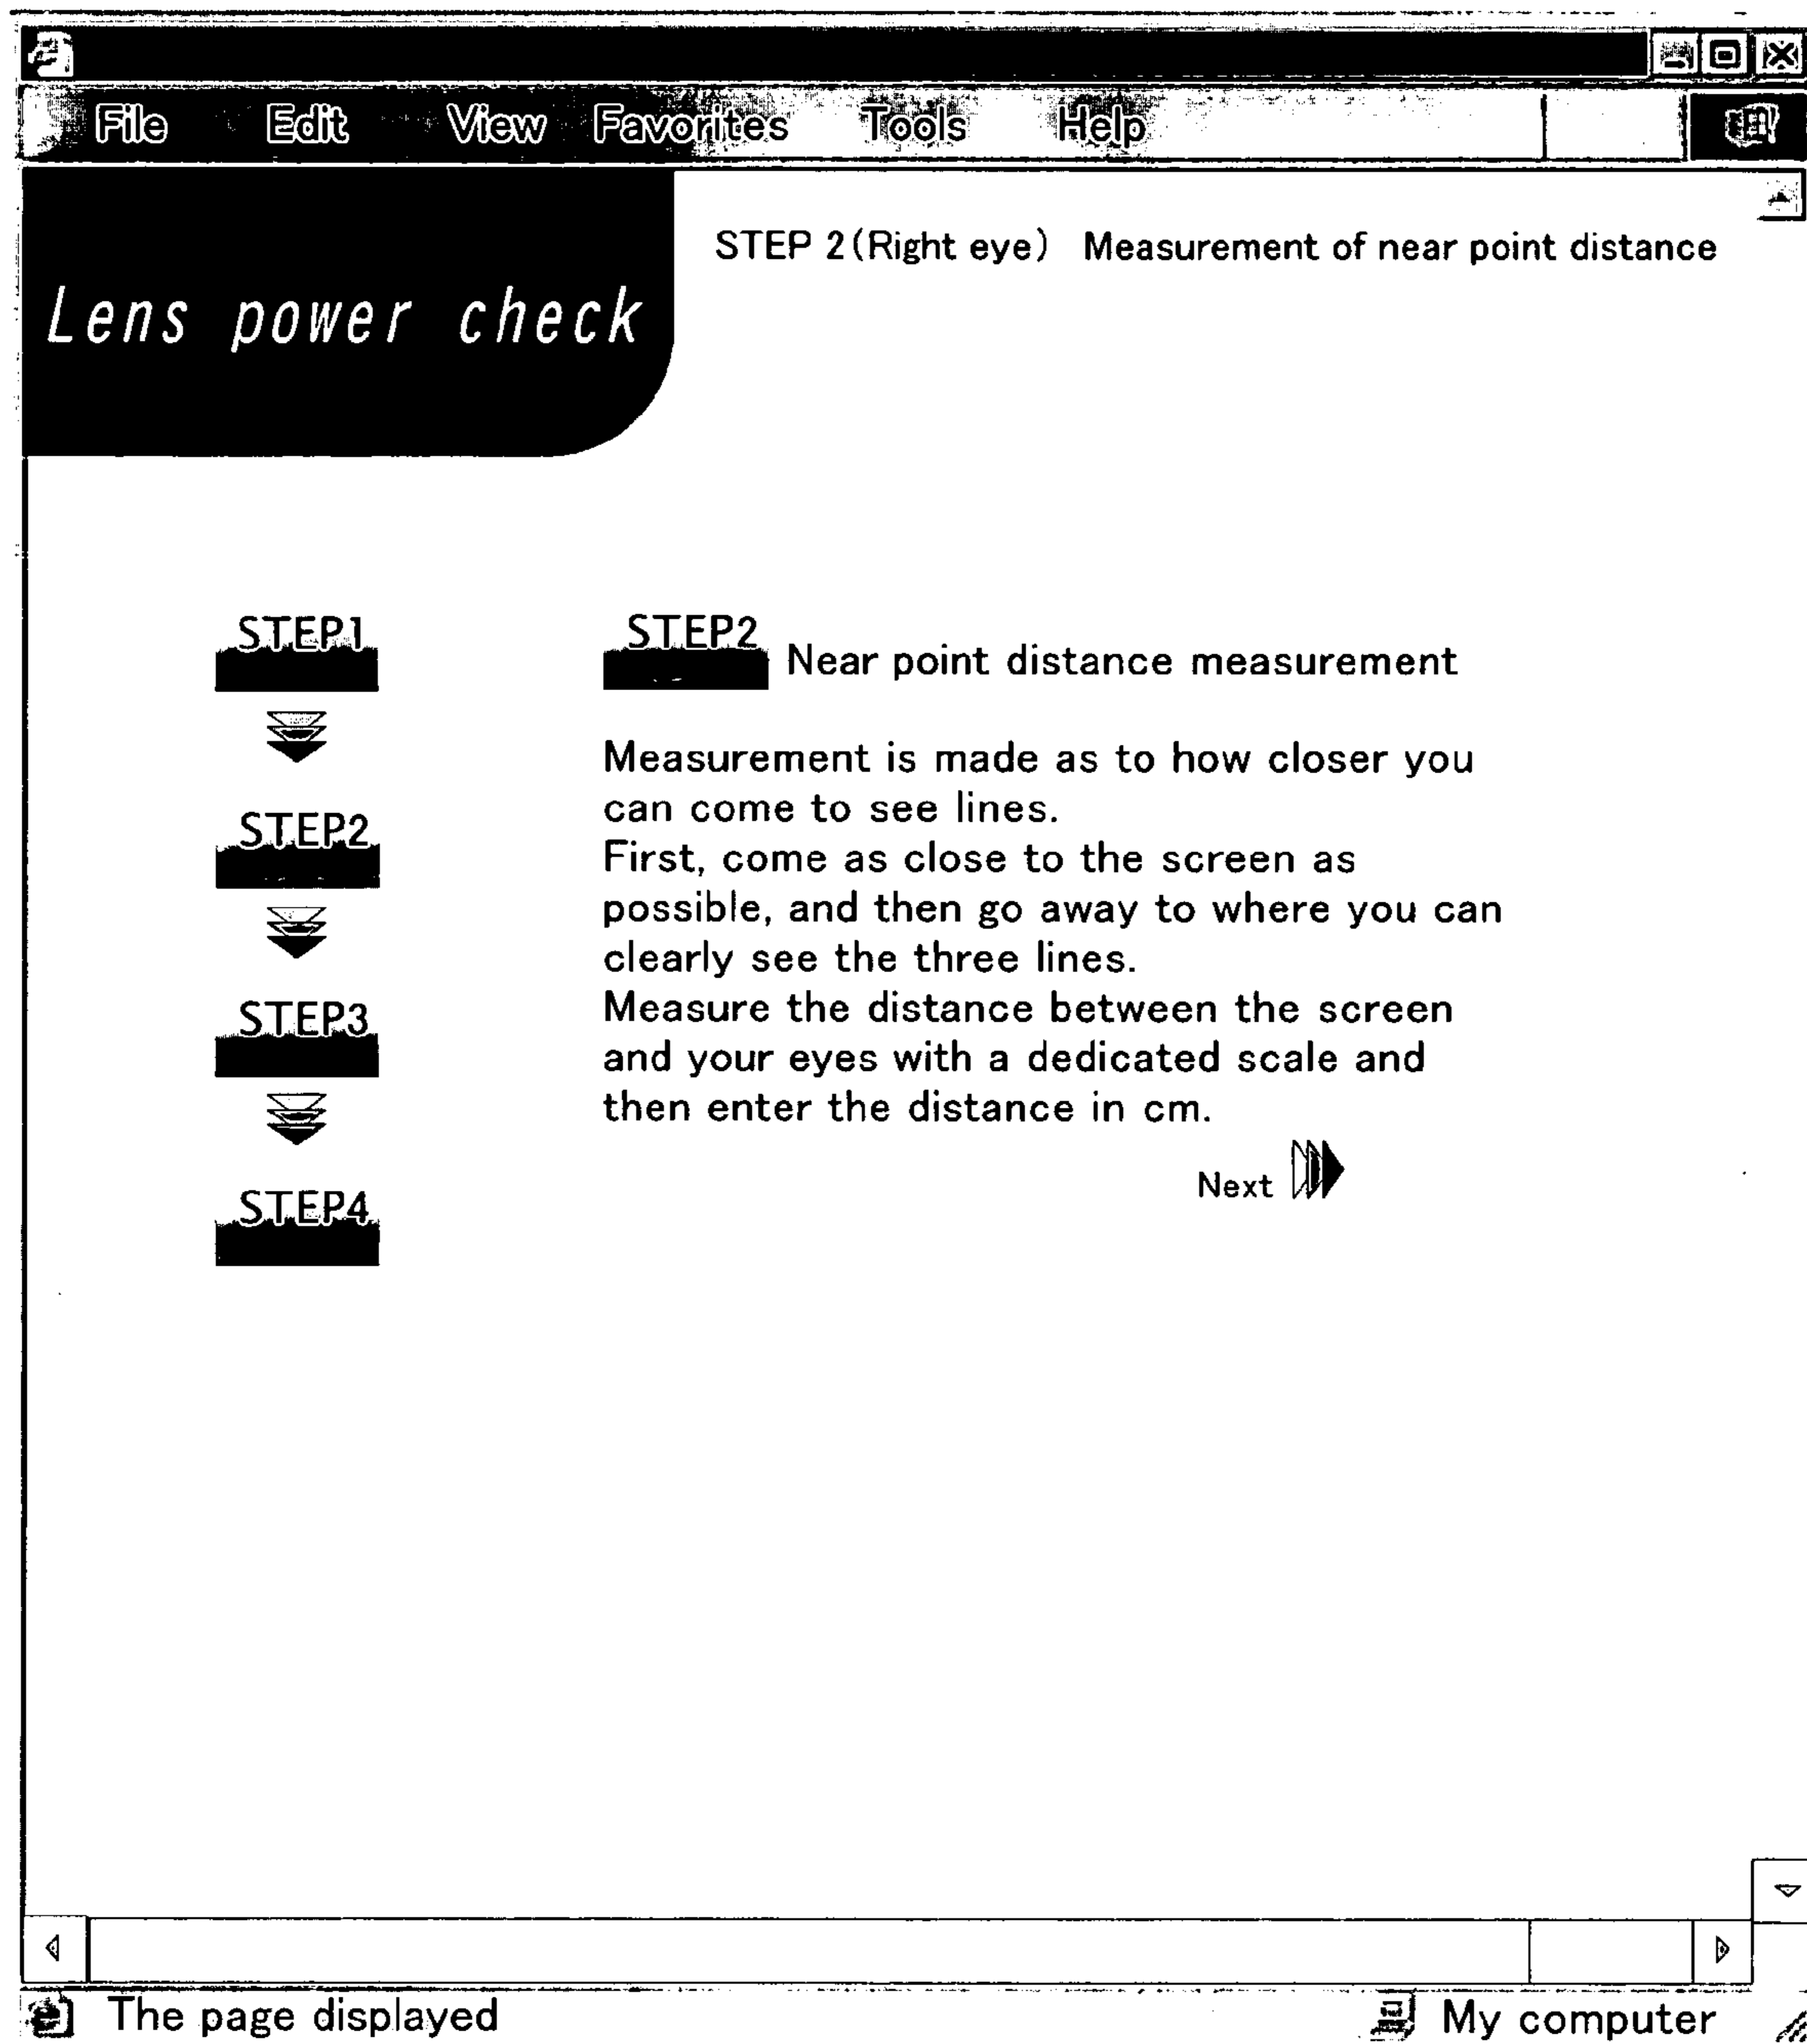 File Edit View Favorites Tools Help
STEP 2(Right eye) Measurement of near point distance
Lens power check
STEP1
STEP2
STEP3
STEP4
STEP2 Near point distance measurement
Measurement is made as to how closer you
can come to see lines.
First, come as close to the screen as
possible, and then go away to where you can
clearly see the three lines.
Measure the distance between the screen
and your eyes with a dedicated scale and
then enter the distance in cm.
Next
The page displayed
My computer